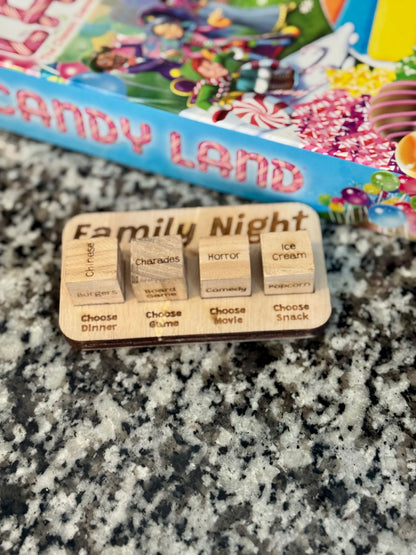 CANDY LAND
Family Night
Chinese
Charades
Horror
Ice
Cream
Burgers
Board
Game
Comedy
Popcorn
Choose
Dinner
Choose
Game
Choose
Movie
Choose
Snack